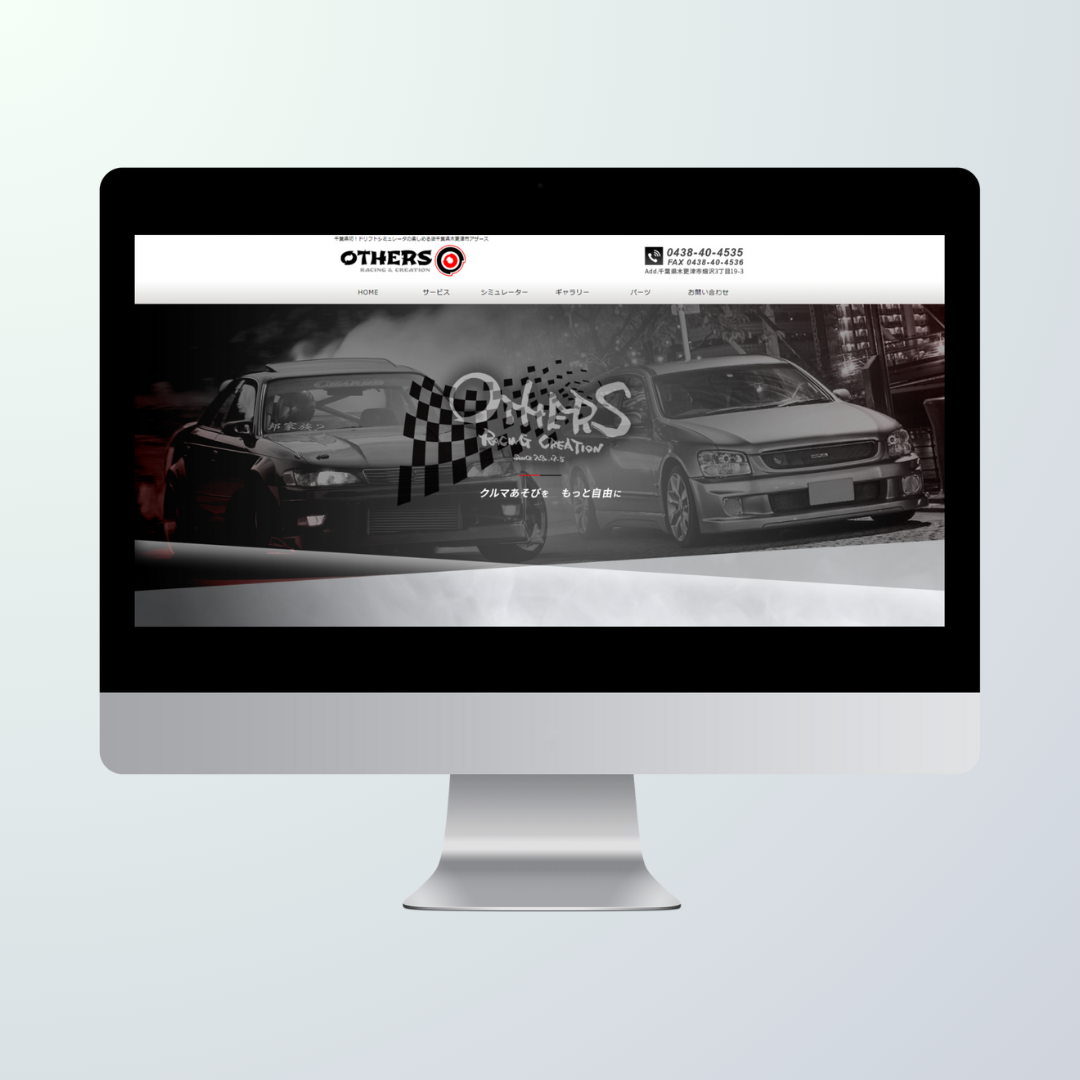 千葉県初！ドリフトシミュレータの楽しめる店千葉県木更津市アザース
OTHERS
RACING & CREATION
0438-40-4535
FAX 0438-40-4536
Add.千葉県木更津市畑沢3丁目19-3
HOME サービス シミュレーター ギャラリー パーツ お問い合わせ
OTHERS
RACING CREATION
クルマあそびを もっと自由に